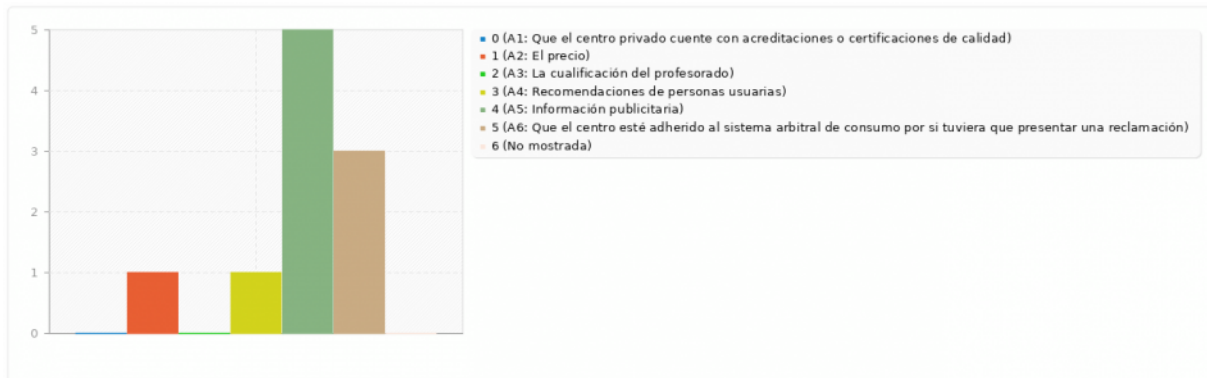 5
4
3
2
1
0
0 (A1: Que el centro privado cuente con acreditaciones o certificaciones de calidad)
1 (A2: El precio)
2 (A3: La cualificación del profesorado)
3 (A4: Recomendaciones de personas usuarias)
4 (A5: Información publicitaria)
5 (A6: Que el centro esté adherido al sistema arbitral de consumo por si tuviera que presentar una reclamación)
6 (No mostrada)